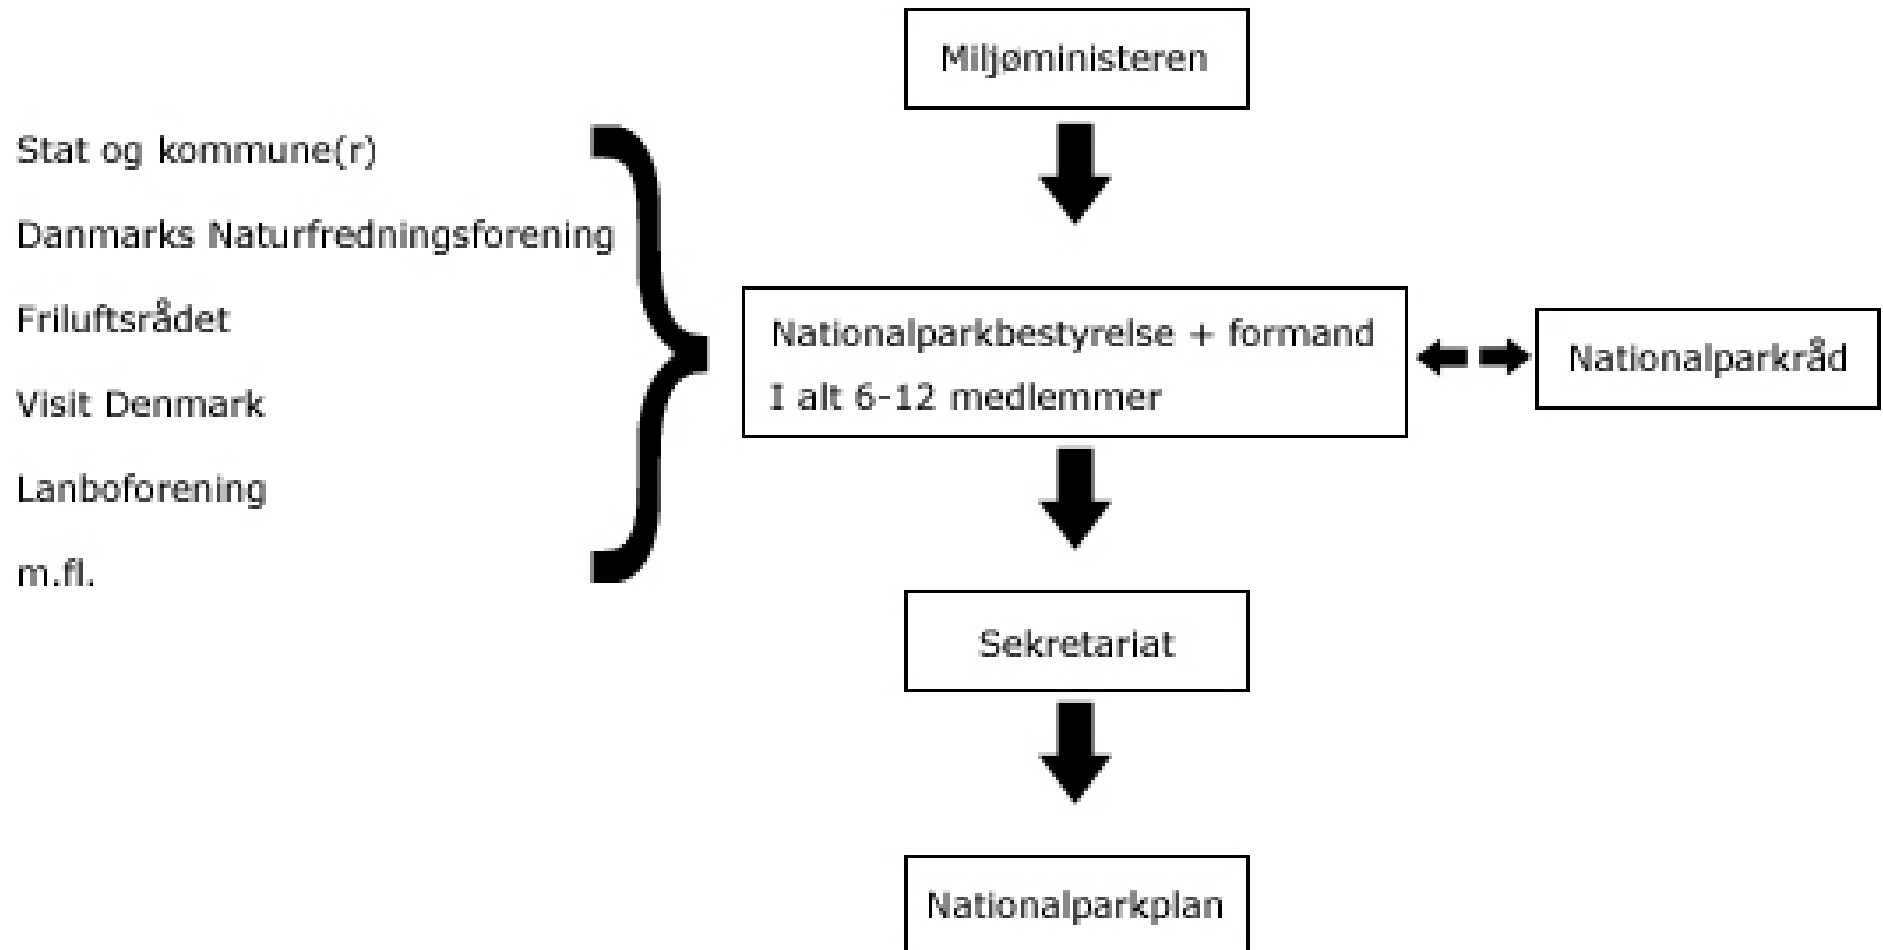 Miljøministeren
Stat og kommune(r)
Danmarks Naturfredningsforening
Friluftsrådet
Visit Denmark
Lanboforening
m.fl.
Nationalparkbestyrelse + formand
I alt 6-12 medlemmer
Nationalparkråd
Sekretariat
Nationalparkplan